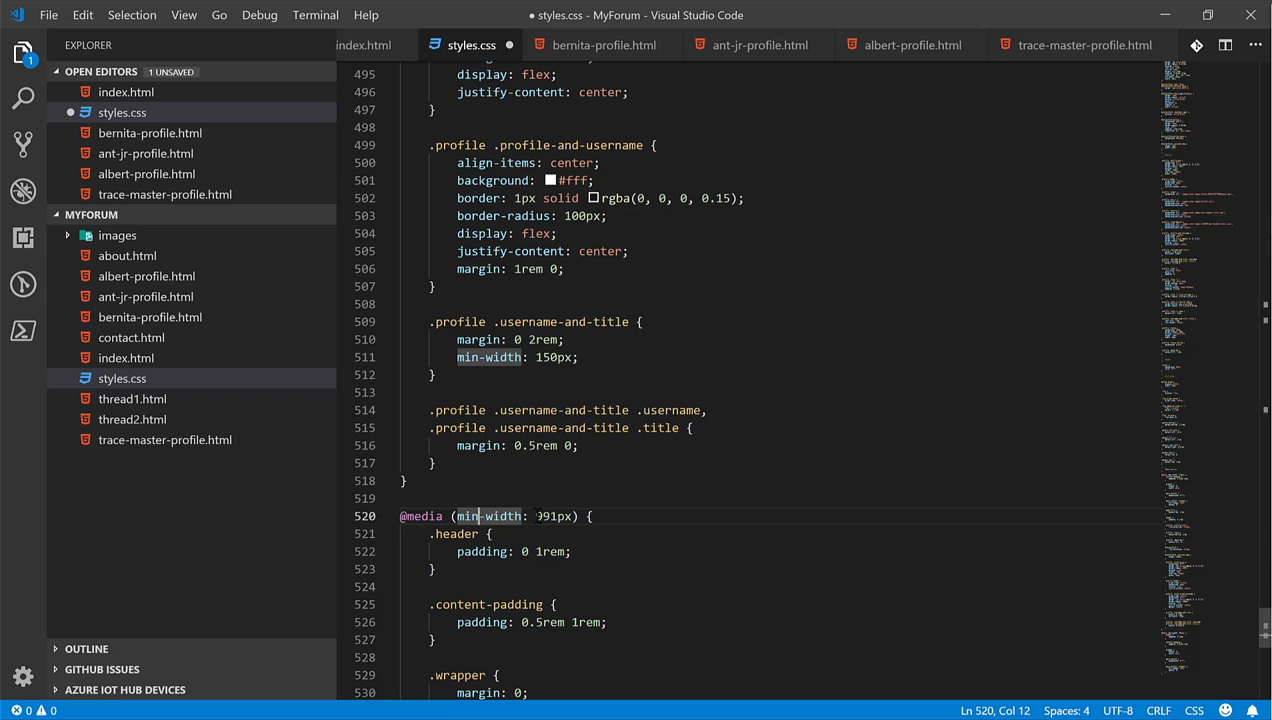 File Edit Selection View Go Debug Terminal Help
● styles.css - MyForum - Visual Studio Code
EXPLORER
index.html
styles.css
bernita-profile.html
ant-jr-profile.html
albert-profile.html
trace-master-profile.html
1
OPEN EDITORS 1 UNSAVED
index.html
styles.css
bernita-profile.html
ant-jr-profile.html
albert-profile.html
trace-master-profile.html
MYFORUM
images
about.html
albert-profile.html
ant-jr-profile.html
bernita-profile.html
contact.html
index.html
styles.css
thread1.html
thread2.html
trace-master-profile.html
OUTLINE
GITHUB ISSUES
AZURE IOT HUB DEVICES
495 display: flex;
496 justify-content: center;
497 }
498
499 .profile .profile-and-username {
500 align-items: center;
501 background: #fff;
502 border: 1px solid rgba(0, 0, 0, 0.15);
503 border-radius: 100px;
504 display: flex;
505 justify-content: center;
506 margin: 1rem 0;
507 }
508
509 .profile .username-and-title {
510 margin: 0 2rem;
511 min-width: 150px;
512 }
513
514 .profile .username-and-title .username,
515 .profile .username-and-title .title {
516 margin: 0.5rem 0;
517 }
518 }
519
520 @media (min-width: 991px) {
521 .header {
522 padding: 0 1rem;
523 }
524
525 .content-padding {
526 padding: 0.5rem 1rem;
527 }
528
529 .wrapper {
530 margin: 0;
0 0
Ln 520, Col 12 Spaces: 4 UTF-8 CRLF CSS